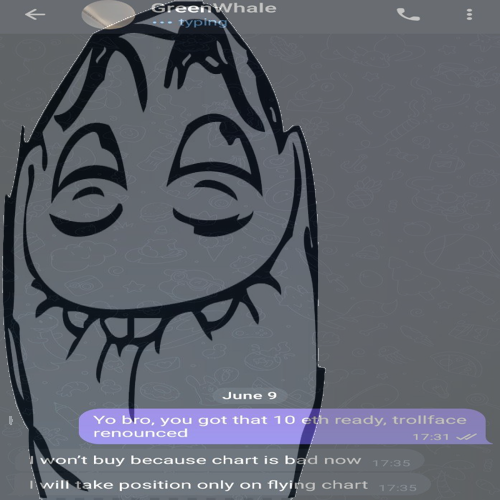 GreenWhale
typing
June 9
Yo bro, you got that 10 eth ready, trollface
renounced
17:31
I won't buy because chart is bad now 17:35
I will take position only on flying chart 17:35